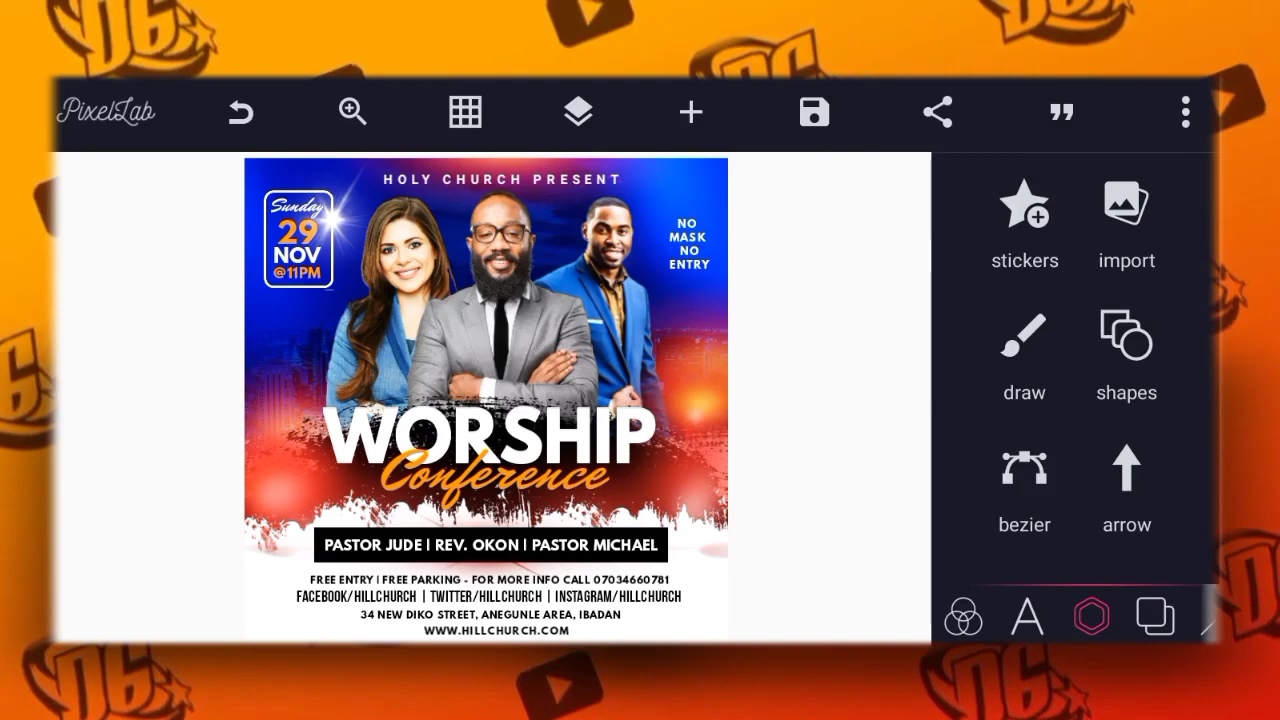 PixelLab
HOLY CHURCH PRESENT
Sunday
29
NOV
@11PM
NO
MASK
NO
ENTRY
WORSHIP
Conference
PASTOR JUDE | REV. OKON | PASTOR MICHAEL
FREE ENTRY | FREE PARKING - FOR MORE INFO CALL 07034660781
FACEBOOK/HILLCHURCH | TWITTER/HILLCHURCH | INSTAGRAM/HILLCHURCH
34 NEW DIKO STREET, ANEGUNLE AREA, IBADAN
WWW.HILLCHURCH.COM
stickers
import
draw
shapes
bezier
arrow
A